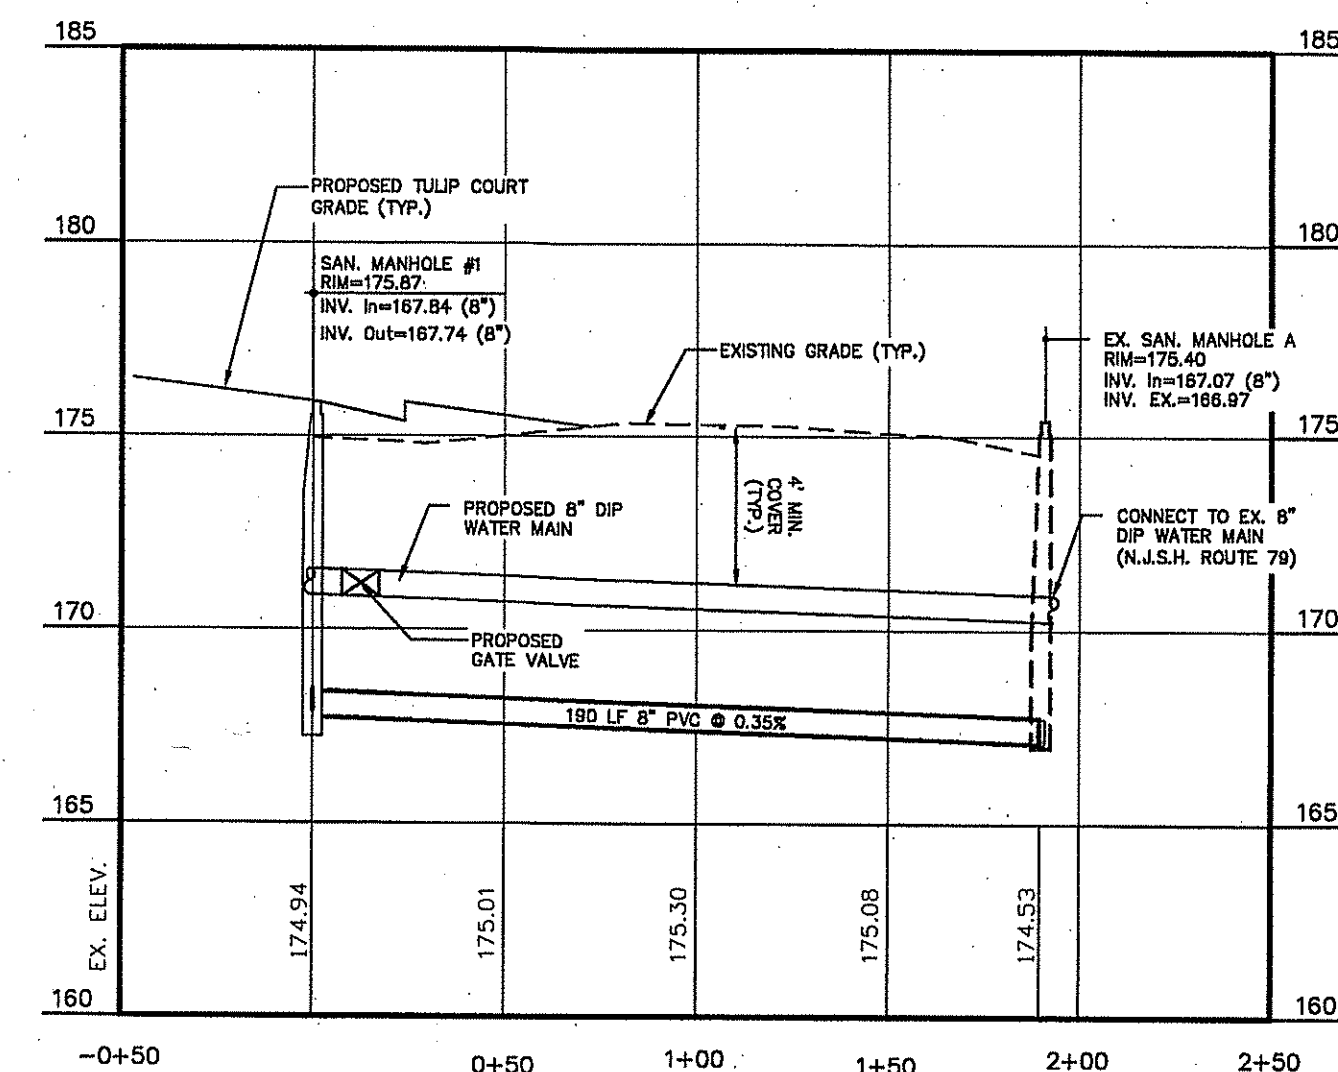 185
185
PROPOSED TULIP COURT
GRADE (TYP.)
180
180
SAN. MANHOLE #1
RIM=175.87
INV. In=167.84 (8")
INV. Out=167.74 (8")
EXISTING GRADE (TYP.)
EX. SAN. MANHOLE A
RIM=175.40
INV. In=167.07 (8")
INV. EX.=166.97
175
175
4' MIN.
COVER
(TYP.)
PROPOSED 8" DIP
WATER MAIN
CONNECT TO EX. 8"
DIP WATER MAIN
(N.J.S.H. ROUTE 79)
170
170
PROPOSED
GATE VALVE
190 LF 8" PVC @ 0.35%
165
165
EX. ELEV.
174.94
175.01
175.30
175.08
174.53
160
160
-0+50
0+50
1+00
1+50
2+00
2+50